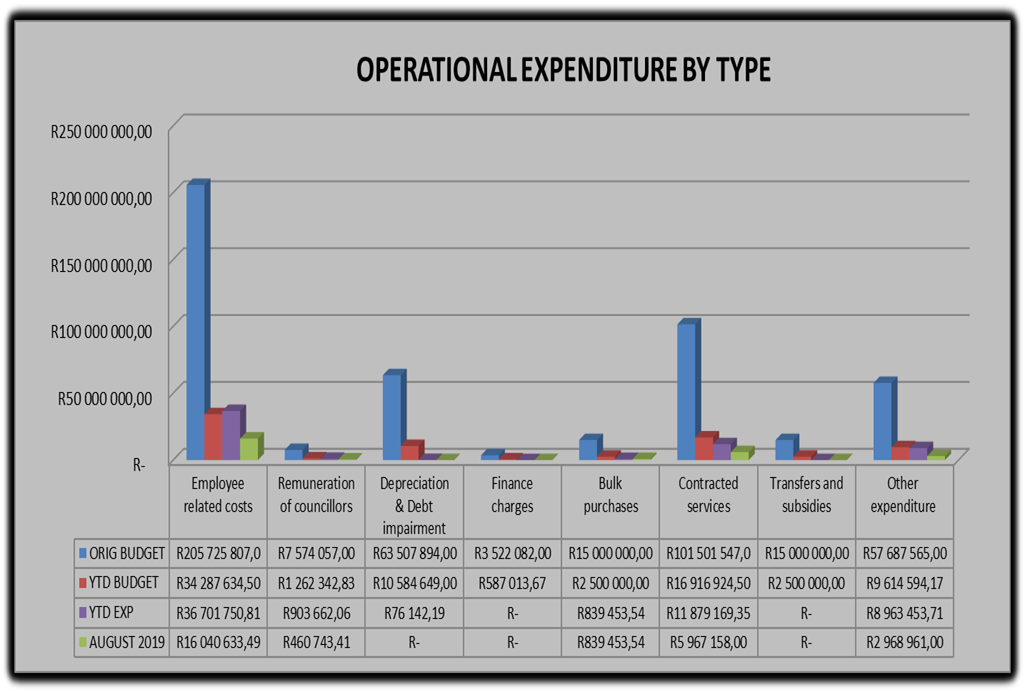 OPERATIONAL EXPENDITURE BY TYPE
R250 000 000,00
R200 000 000,00
R150 000 000,00
R100 000 000,00
R50 000 000,00
R-
Employee related costs Remuneration of councillors Depreciation & Debt impairment Finance charges Bulk purchases Contracted services Transfers and subsidies Other expenditure
ORIG BUDGET R205 725 807,0 R7 574 057,00 R63 507 894,00 R3 522 082,00 R15 000 000,00 R101 501 547,0 R15 000 000,00 R57 687 565,00
YTD BUDGET R34 287 634,50 R1 262 342,83 R10 584 649,00 R587 013,67 R2 500 000,00 R16 916 924,50 R2 500 000,00 R9 614 594,17
YTD EXP R36 701 750,81 R903 662,06 R76 142,19 R- R839 453,54 R11 879 169,35 R- R8 963 453,71
AUGUST 2019 R16 040 633,49 R460 743,41 R- R- R839 453,54 R5 967 158,00 R- R2 968 961,00